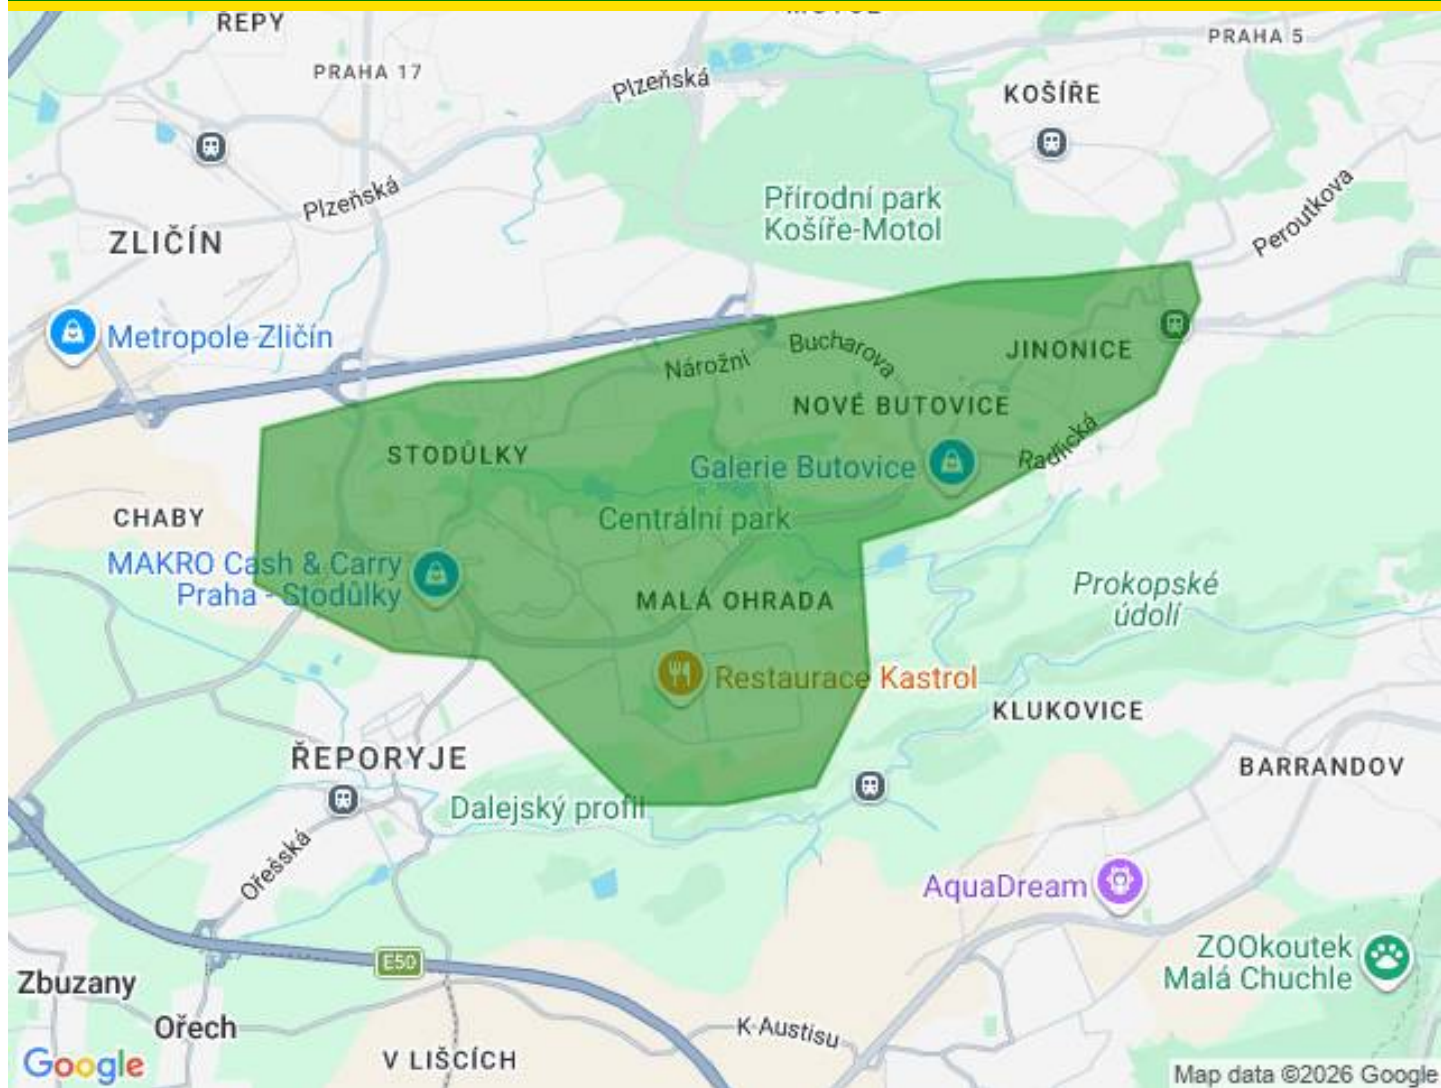 ŘEPY
PRAHA 5
PRAHA 17
Plzeňská
KOŠÍŘE
Plzeňská
Přírodní park
Košíře-Motol
Peroutkova
ZLIČÍN
Metropole Zličín
Nárožní
Bucharova
JINONICE
NOVÉ BUTOVICE
STODŮLKY
Radlická
Galerie Butovice
CHABY
Centrální park
MAKRO Cash & Carry
Praha - Stodůlky
MALÁ OHRADA
Prokopské
údolí
Restaurace Kastrol
KLUKOVICE
ŘEPORYJE
BARRANDOV
Dalejský profil
Ořešská
AquaDream
E50
ZOOkoutek
Malá Chuchle
Zbuzany
Ořech
K Austisu
V LIŠCÍCH
Google
Map data ©2026 Google